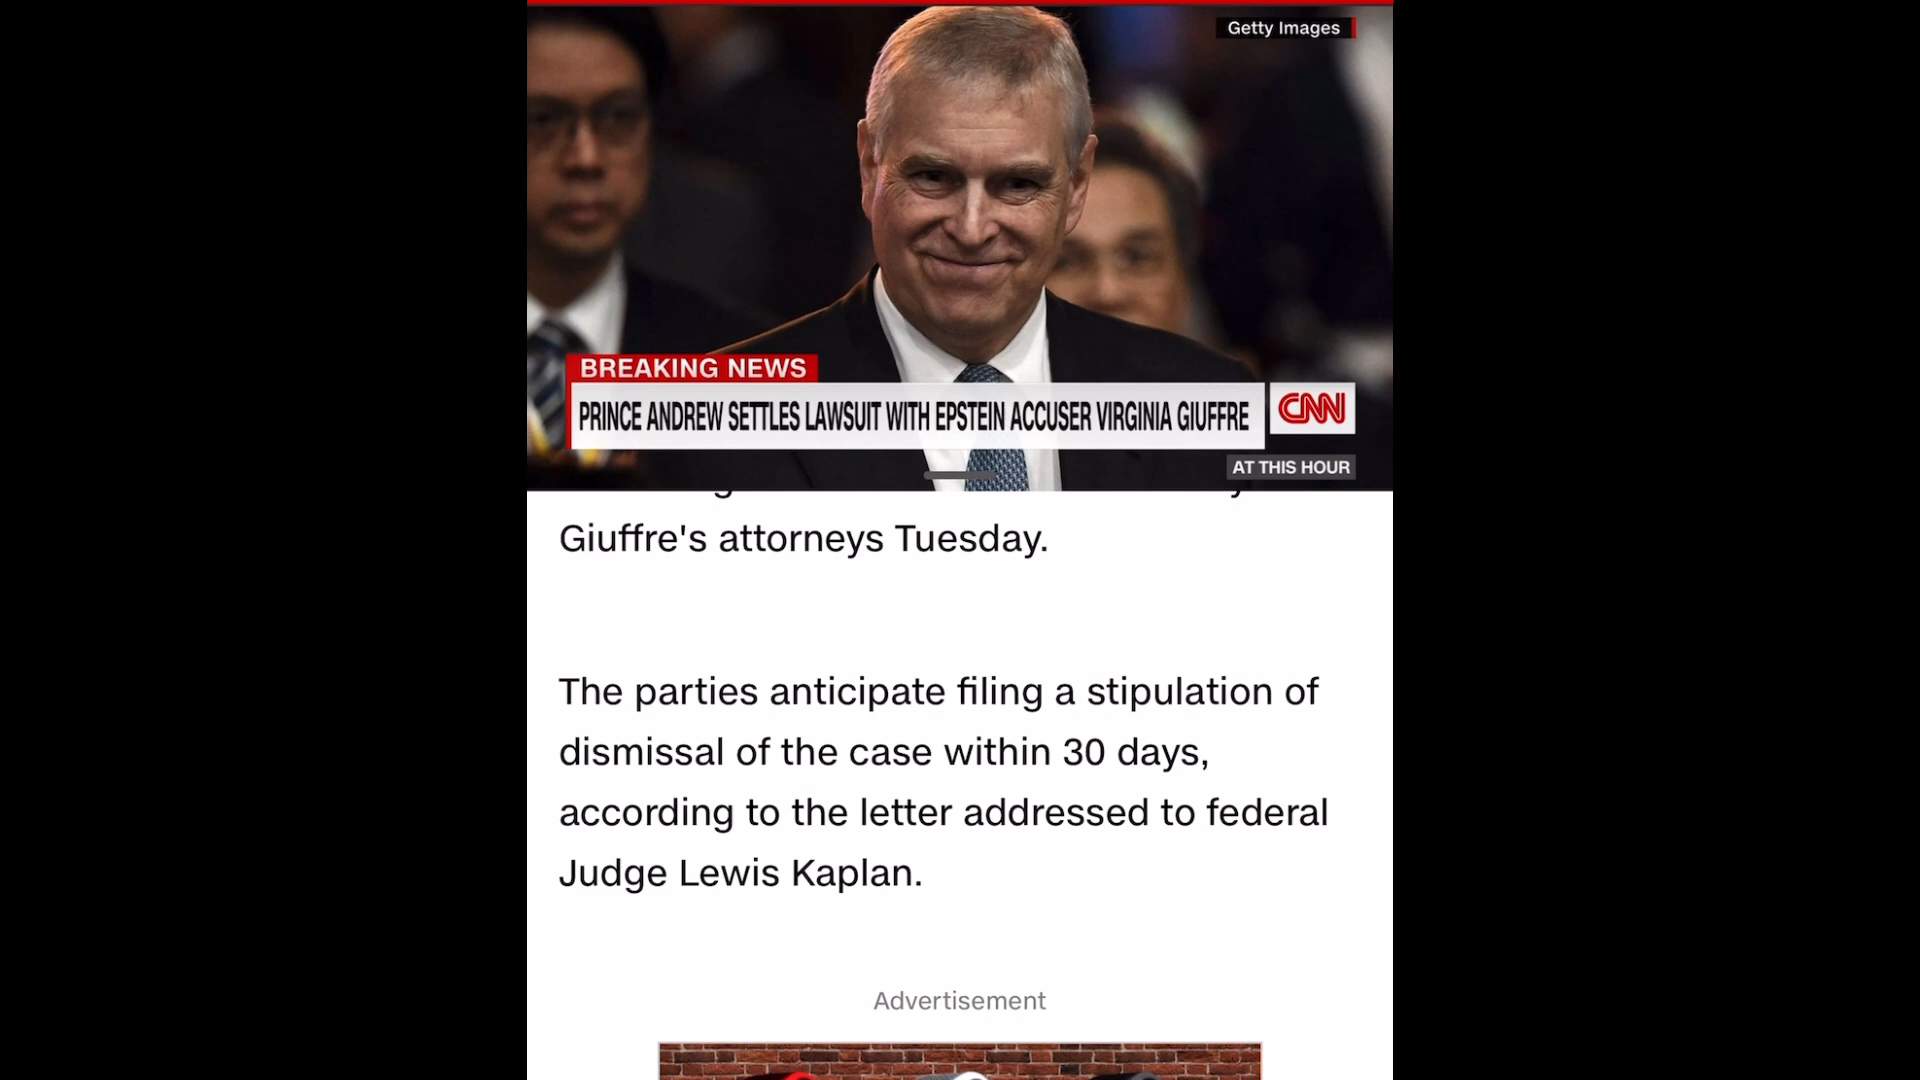 Getty Images
BREAKING NEWS
PRINCE ANDREW SETTLES LAWSUIT WITH EPSTEIN ACCUSER VIRGINIA GIUFFRE
CNN
AT THIS HOUR
Giuffre's attorneys Tuesday.
The parties anticipate filing a stipulation of
dismissal of the case within 30 days,
according to the letter addressed to federal
Judge Lewis Kaplan.
Advertisement